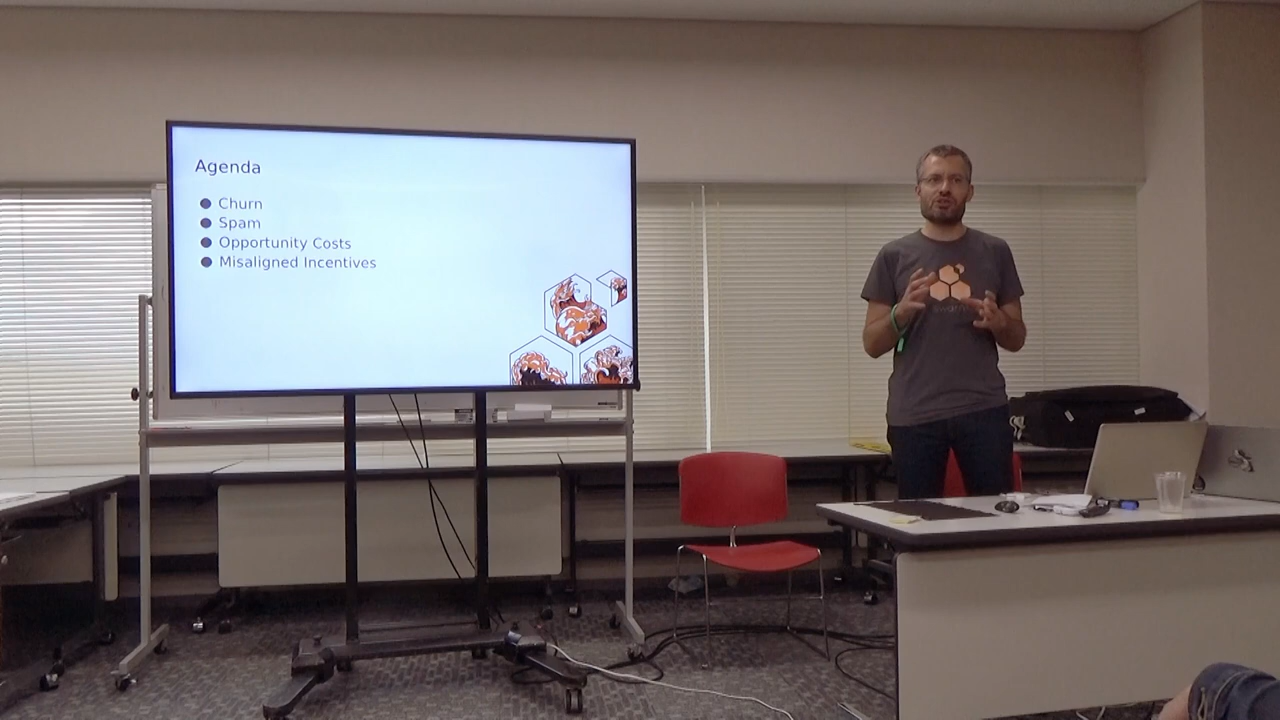 Agenda
● Churn
● Spam
● Opportunity Costs
● Misaligned Incentives